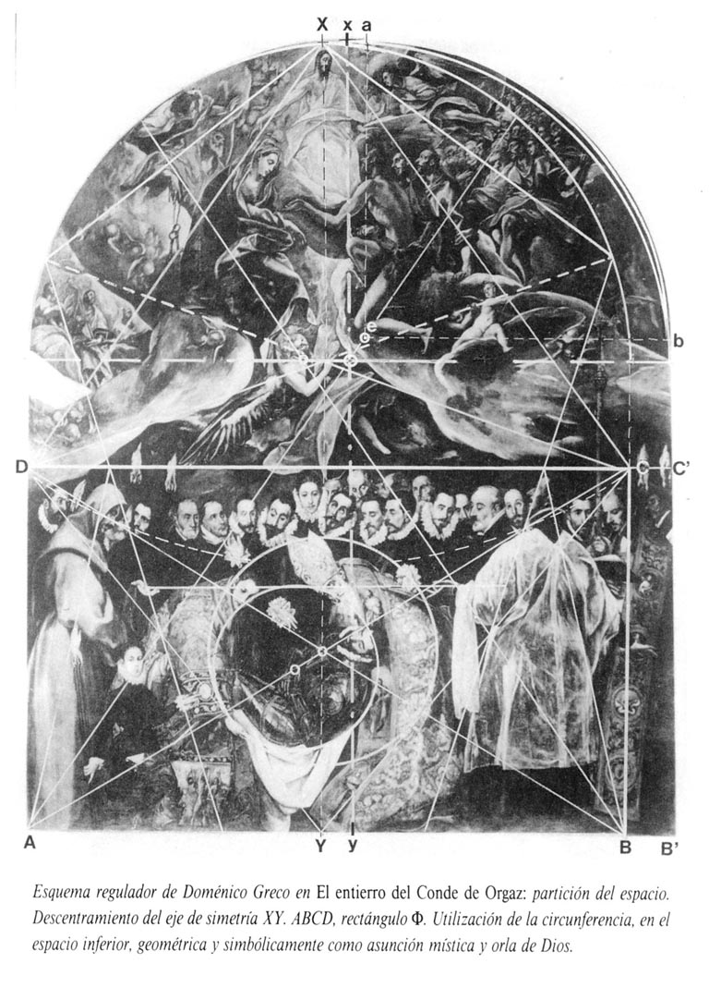 X x a
e
b
D C'
A Y y B B'
Esquema regulador de Doménico Greco en El entierro del Conde de Orgaz: partición del espacio.
Descentramiento del eje de simetría XY. ABCD, rectángulo Φ. Utilización de la circunferencia, en el
espacio inferior, geométrica y simbólicamente como asunción mística y orla de Dios.